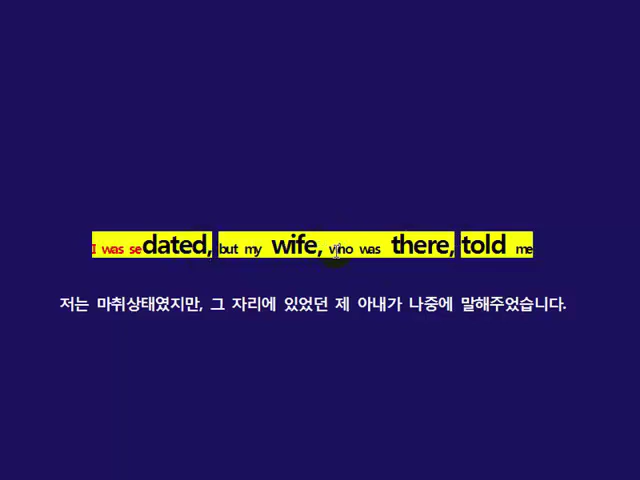 I was sedated, but my wife, who was there, told me
저는 마취상태였지만, 그 자리에 있었던 제 아내가 나중에 말해주었습니다.